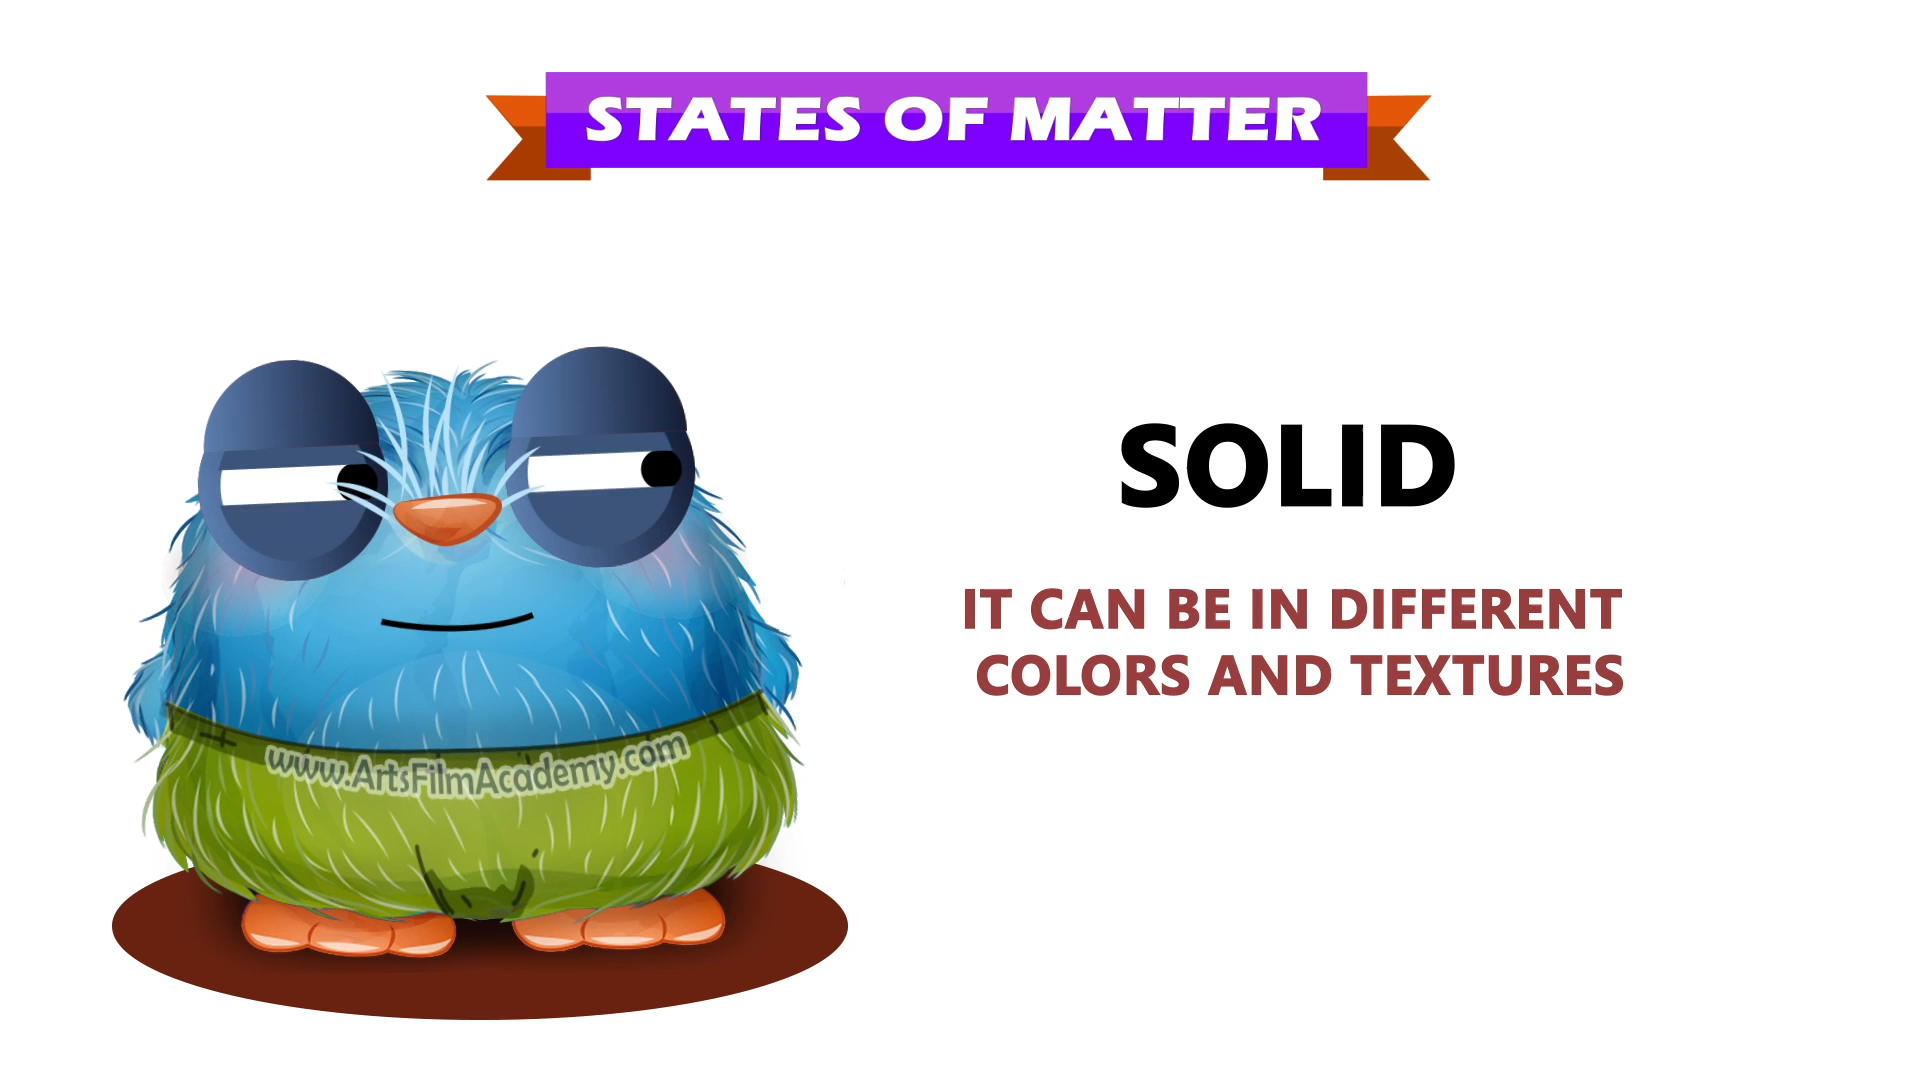 STATES OF MATTER
SOLID
IT CAN BE IN DIFFERENT
COLORS AND TEXTURES
www.ArtsFilmAcademy.com